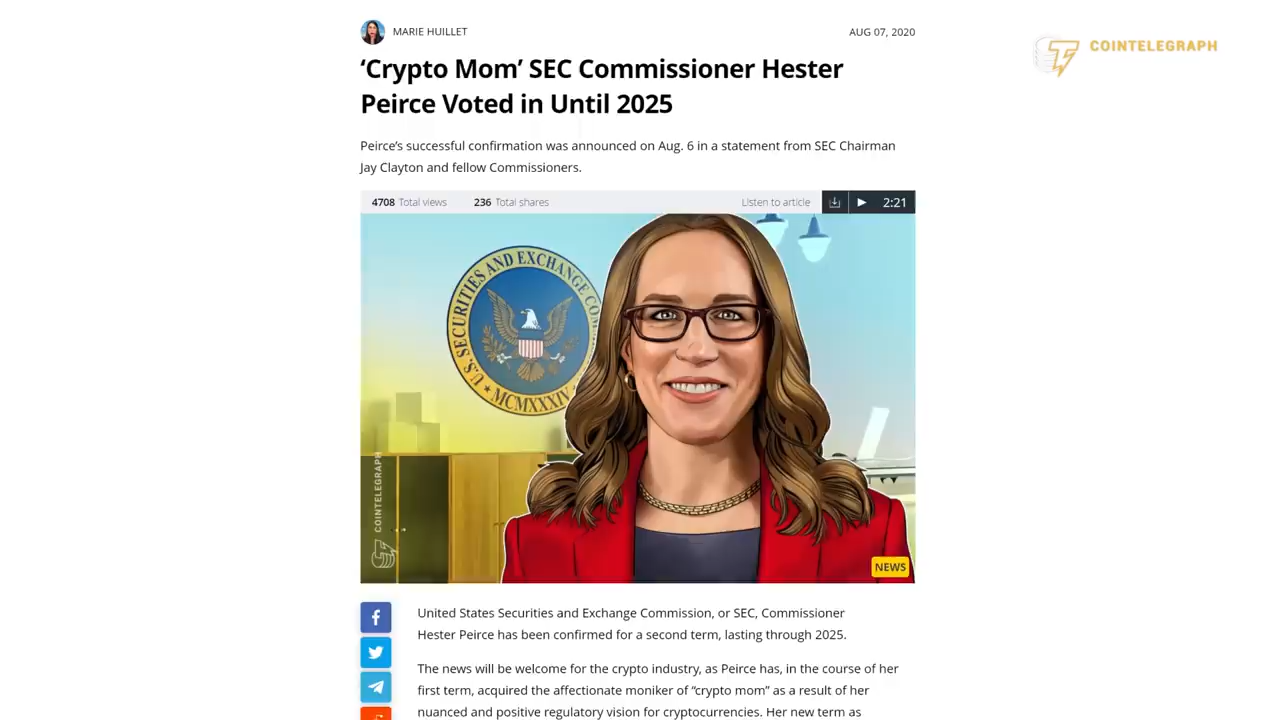 MARIE HUILLET
AUG 07, 2020
COINTELEGRAPH
‘Crypto Mom’ SEC Commissioner Hester
Peirce Voted in Until 2025
Peirce’s successful confirmation was announced on Aug. 6 in a statement from SEC Chairman
Jay Clayton and fellow Commissioners.
4708 Total views 236 Total shares Listen to article 2:21
U.S. SECURITIES AND EXCHANGE
MCMXXXIV
COINTELEGRAPH
NEWS
United States Securities and Exchange Commission, or SEC, Commissioner
Hester Peirce has been confirmed for a second term, lasting through 2025.
The news will be welcome for the crypto industry, as Peirce has, in the course of her
first term, acquired the affectionate moniker of “crypto mom” as a result of her
nuanced and positive regulatory vision for cryptocurrencies. Her new term as